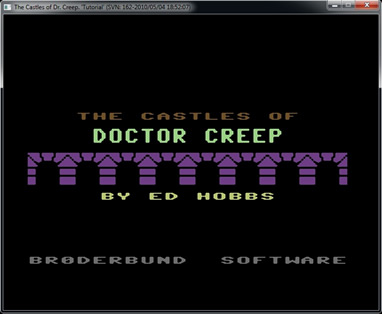 The Castles of Dr. Creep. 'Tutorial' (SVN: 162-2010/05/04 18:52:07)
THE CASTLES OF
DOCTOR CREEP
BY ED HOBBS
BRØDERBUND SOFTWARE